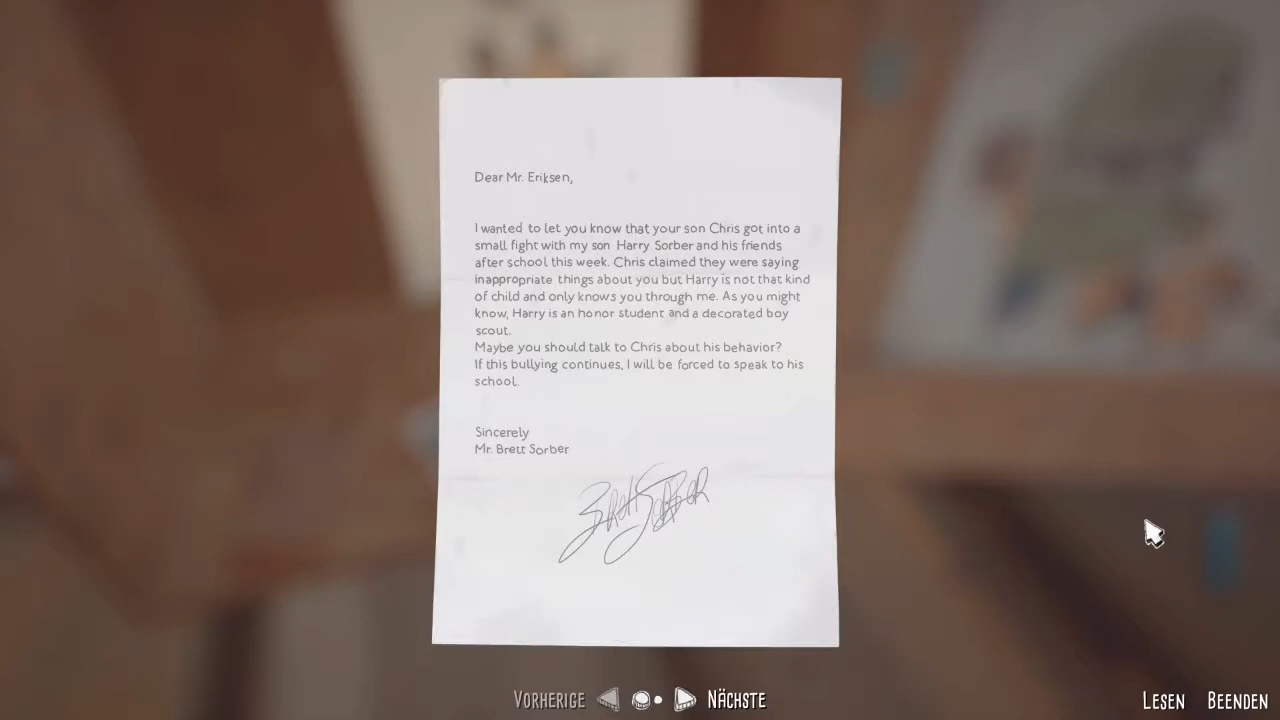 Dear Mr. Eriksen,
I wanted to let you know that your son Chris got into a
small fight with my son Harry Sorber and his friends
after school this week. Chris claimed they were saying
inappropriate things about you but Harry is not that kind
of child and only knows you through me. As you might
know, Harry is an honor student and a decorated boy
scout.
Maybe you should talk to Chris about his behavior?
If this bullying continues, I will be forced to speak to his
school.
Sincerely
Mr. Brett Sorber
Brett Sorber
VORHERIGE NÄCHSTE
LESEN BEENDEN